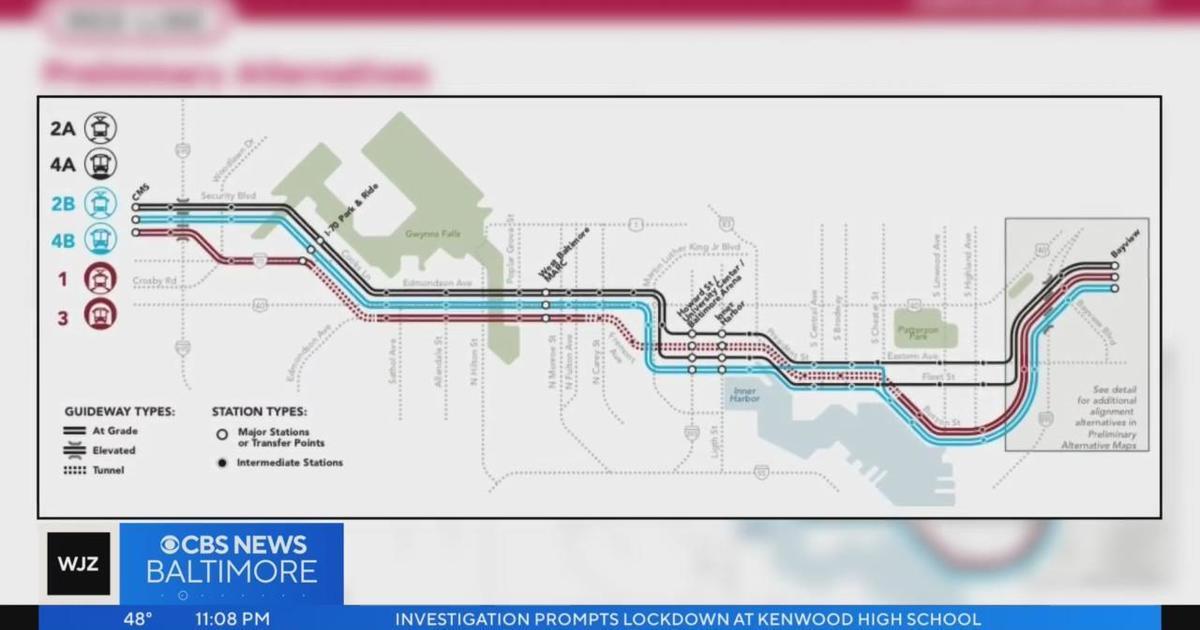 Preliminary Alternatives
2A
4A
2B
4B
1
3
CMS
Security Blvd
Woodlawn Dr
I-70 Park & Ride
Cooks Ln
Crosby Rd
Gwynns Falls
Edmondson Ave
Edmondson Ave
Poplar Grove St
West Baltimore
MARC
Martin Luther King Jr Blvd
Howard St /
University Center /
Baltimore Arena
Inner
Harbor
President St
S Central Ave
S Broadway
S Chester St
S Linwood Ave
S Highland Ave
Bayview
Bayview Blvd
Patterson
Park
Eastern Ave
Fleet St
Boston St
Athol Ave
Allendale St
N Hilton St
N Monroe St
N Fulton Ave
N Carey St
Fremont
Ave
Inner
Harbor
Light St
See detail
for additional
alignment
alternatives in
Preliminary
Alternative Maps
GUIDEWAY TYPES:
At Grade
Elevated
Tunnel
STATION TYPES:
Major Stations
or Transfer Points
Intermediate Stations
WJZ
CBS NEWS
BALTIMORE
48° 11:08 PM INVESTIGATION PROMPTS LOCKDOWN AT KENWOOD HIGH SCHOOL